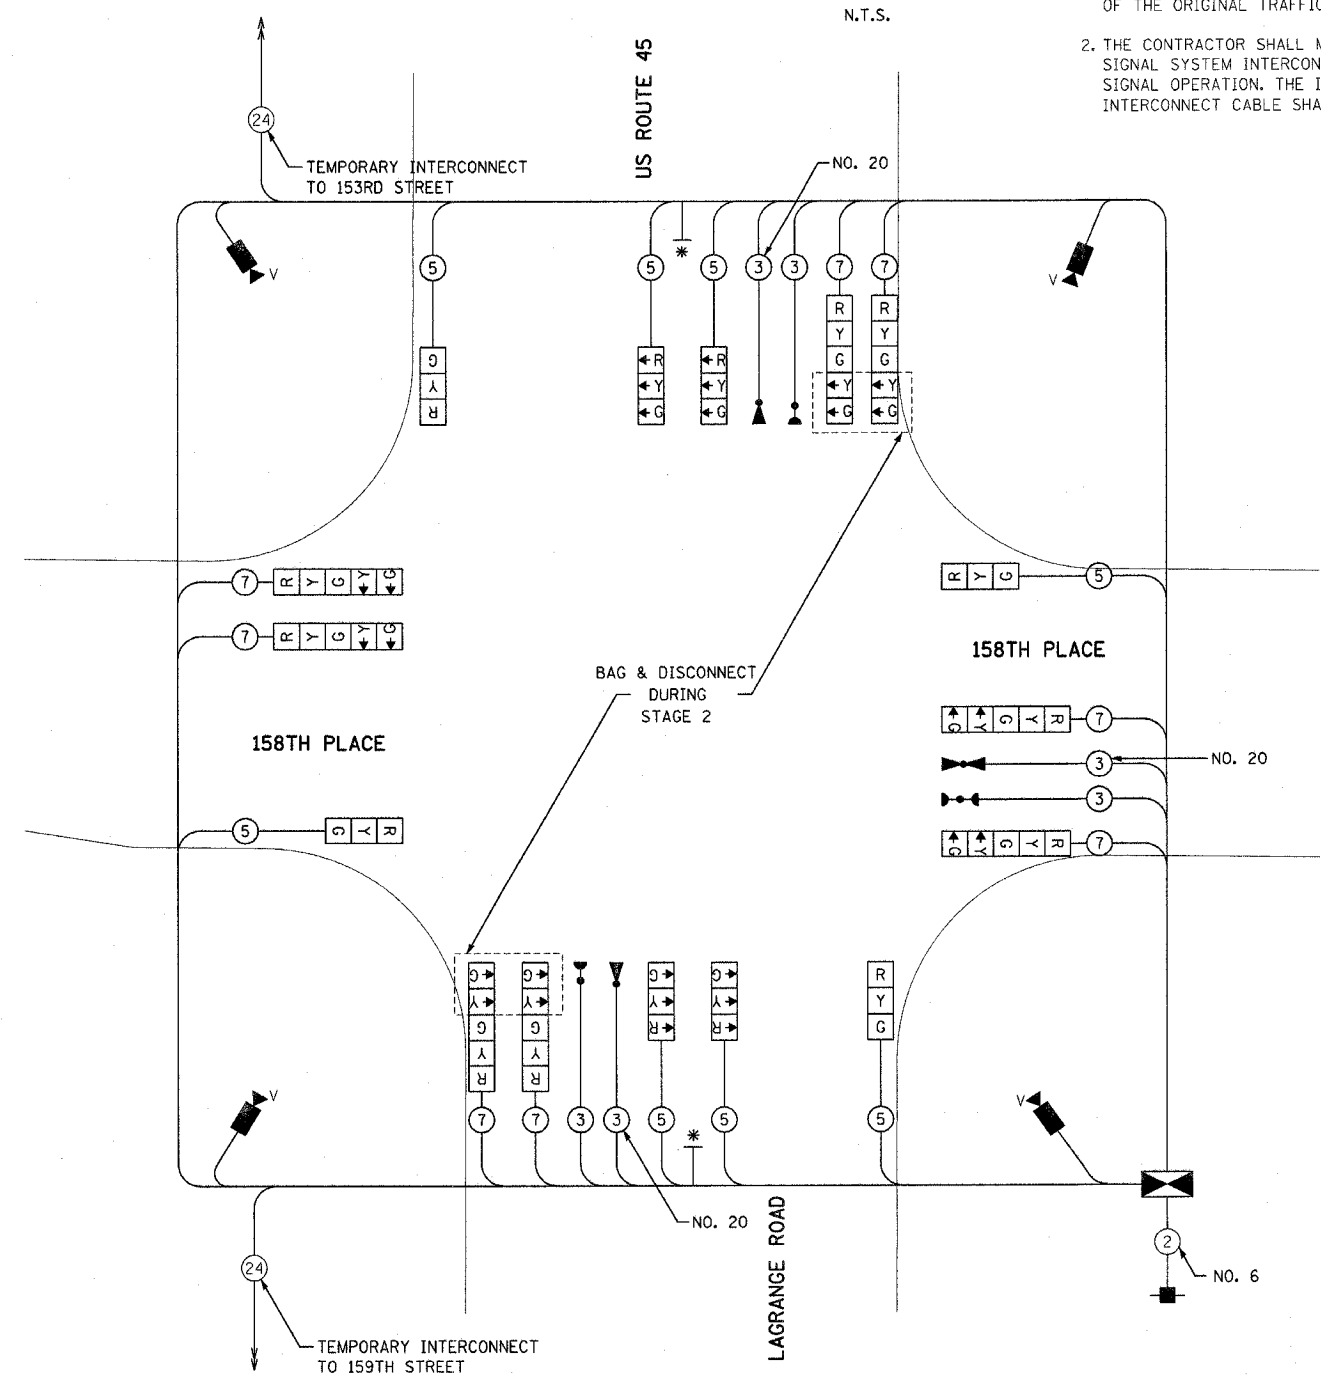 N.T.S.
OF THE ORIGINAL TRAFFIC
2. THE CONTRACTOR SHALL
SIGNAL SYSTEM INTERCON
SIGNAL OPERATION. THE
INTERCONNECT CABLE SHA
US ROUTE 45
24
TEMPORARY INTERCONNECT
TO 153RD STREET
NO. 20
V
V
5
5
5
3
3
7
7
G
Y
R
R
Y
G
R
Y
G
R
Y
G
Y
G
R
Y
G
Y
G
7
R Y G Y G
7
R Y G Y G
R Y G
5
158TH PLACE
BAG & DISCONNECT
DURING
STAGE 2
G Y G Y R
7
158TH PLACE
3
NO. 20
3
5
G Y R
G Y G Y R
7
G
Y
G
Y
R
G
Y
G
Y
R
G
Y
R
G
Y
R
R
Y
G
V
V
7
7
3
3
5
5
5
NO. 20
LAGRANGE ROAD
2
NO. 6
24
TEMPORARY INTERCONNECT
TO 159TH STREET